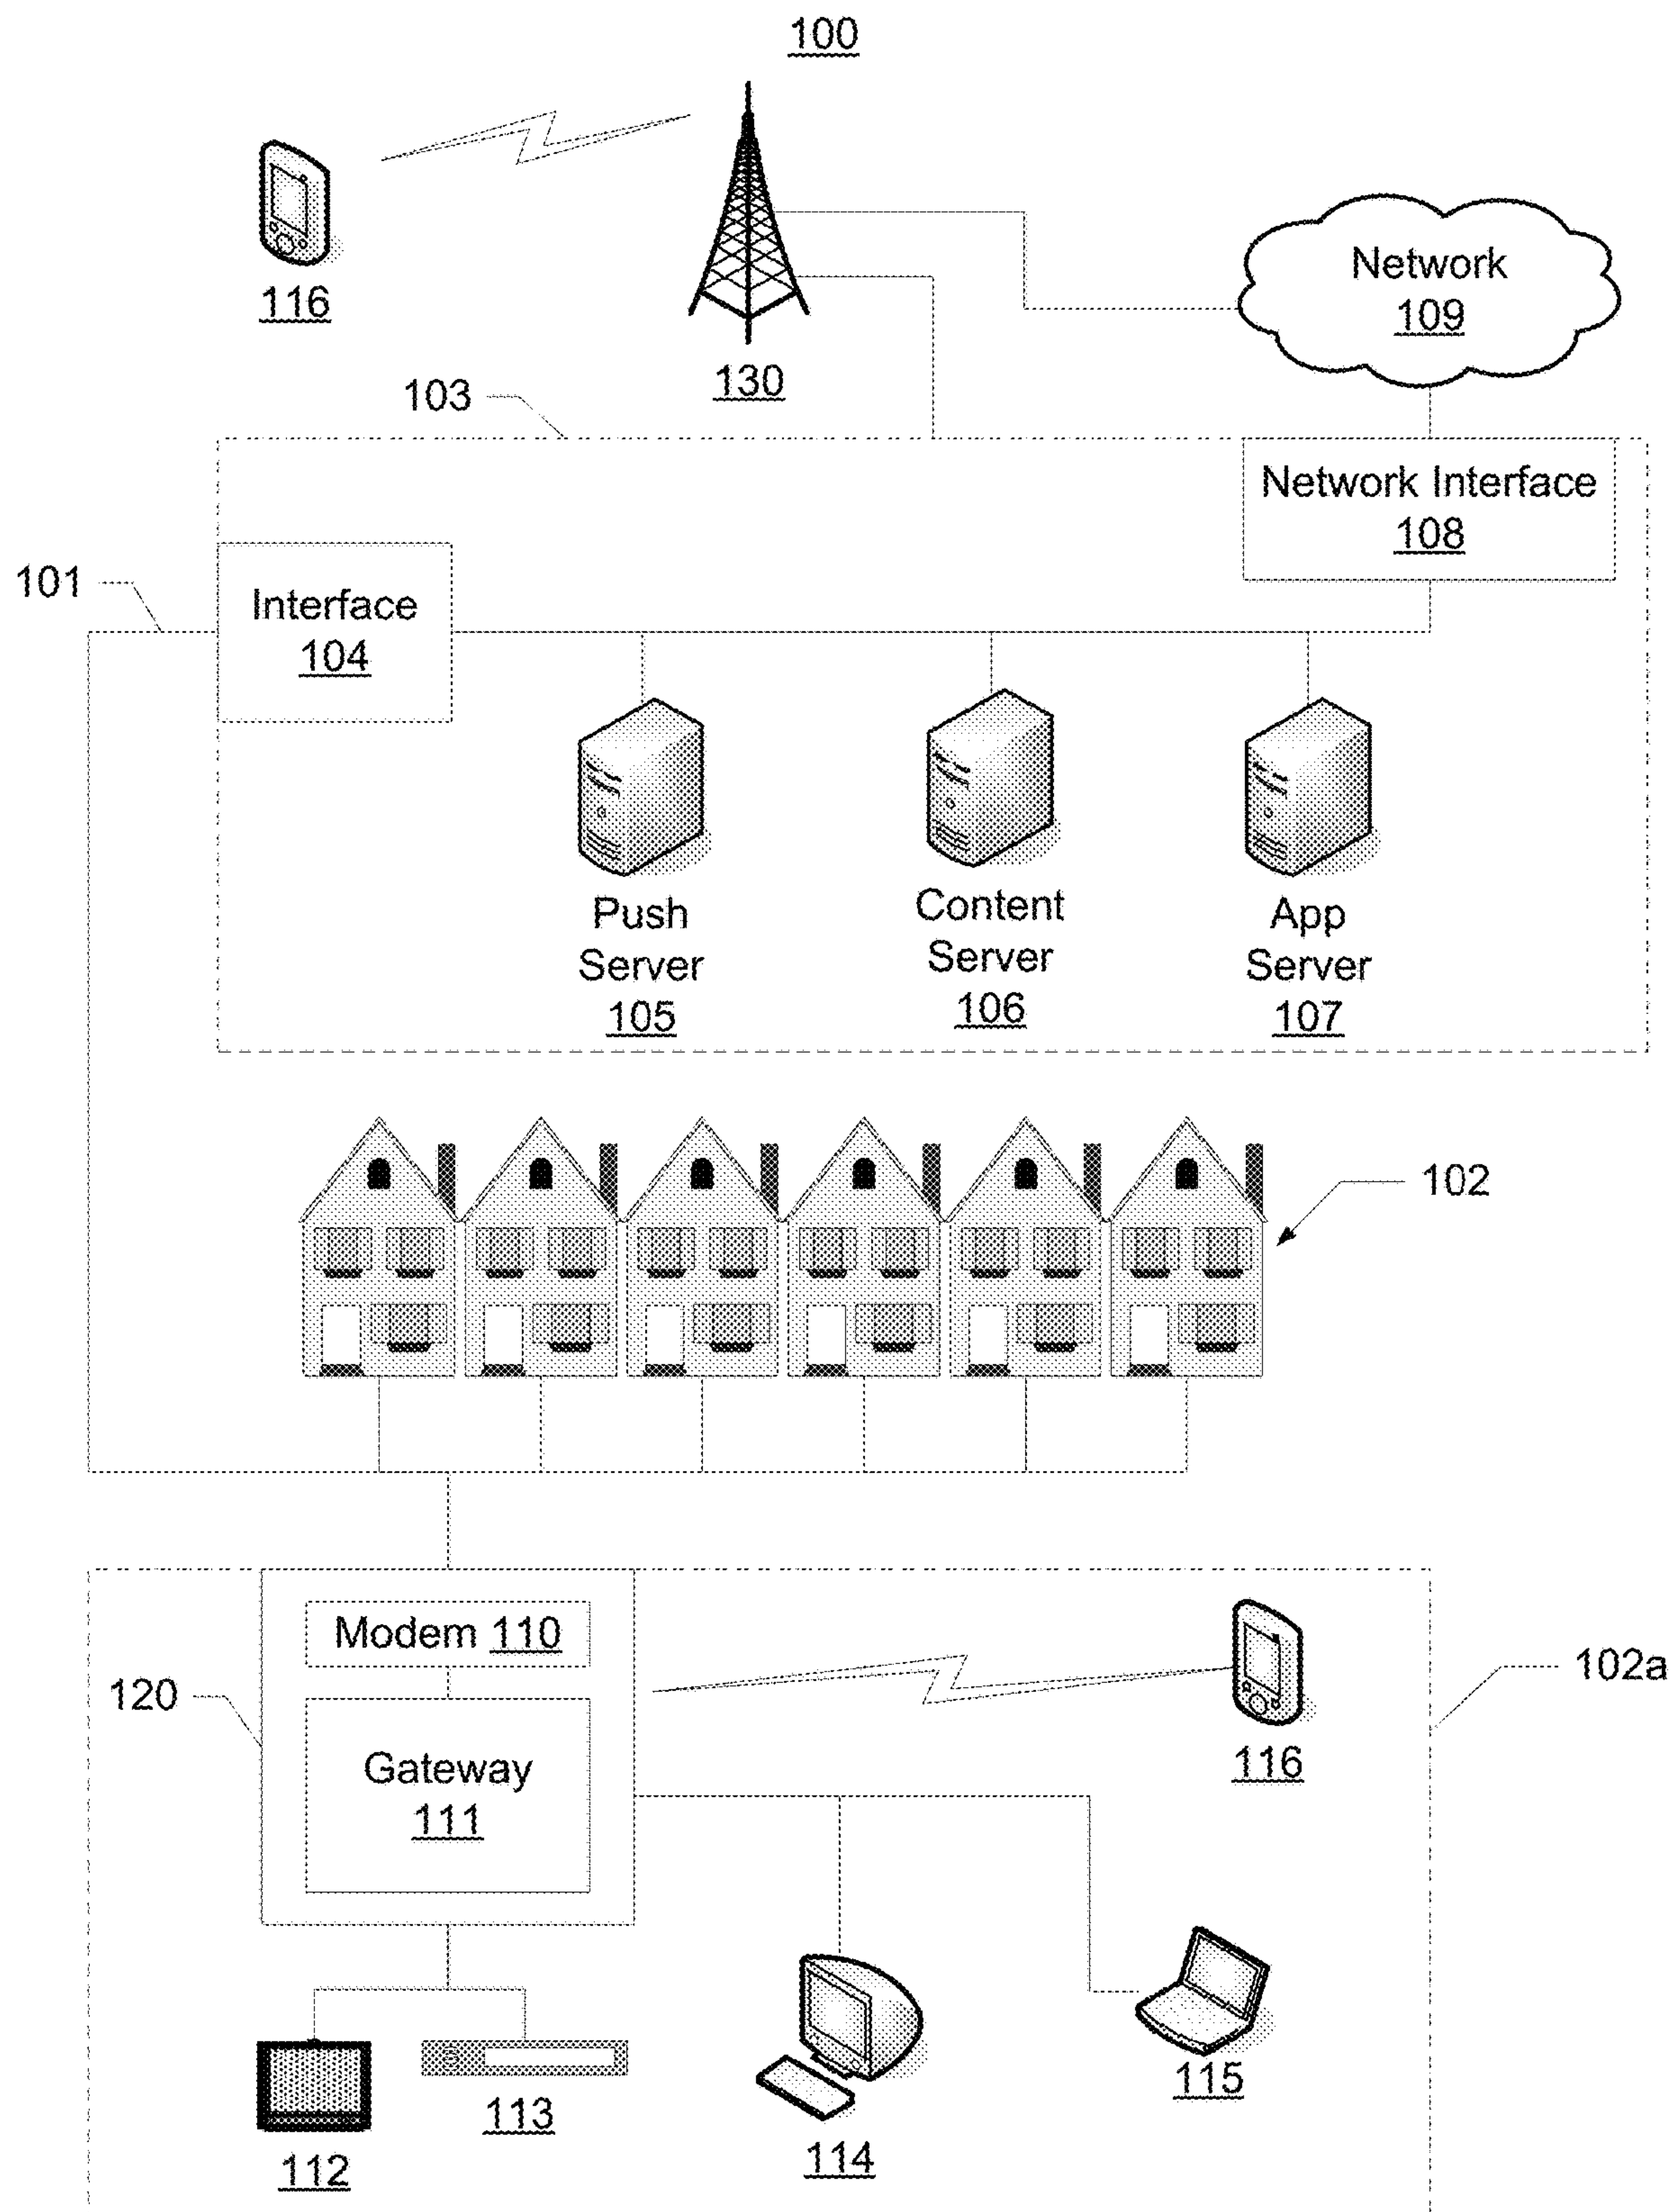 100
116
130
Network
109
103
Network Interface
108
101
Interface
104
Push
Server
105
Content
Server
106
App
Server
107
102
Modem 110
120
Gateway
111
116
102a
112
113
114
115